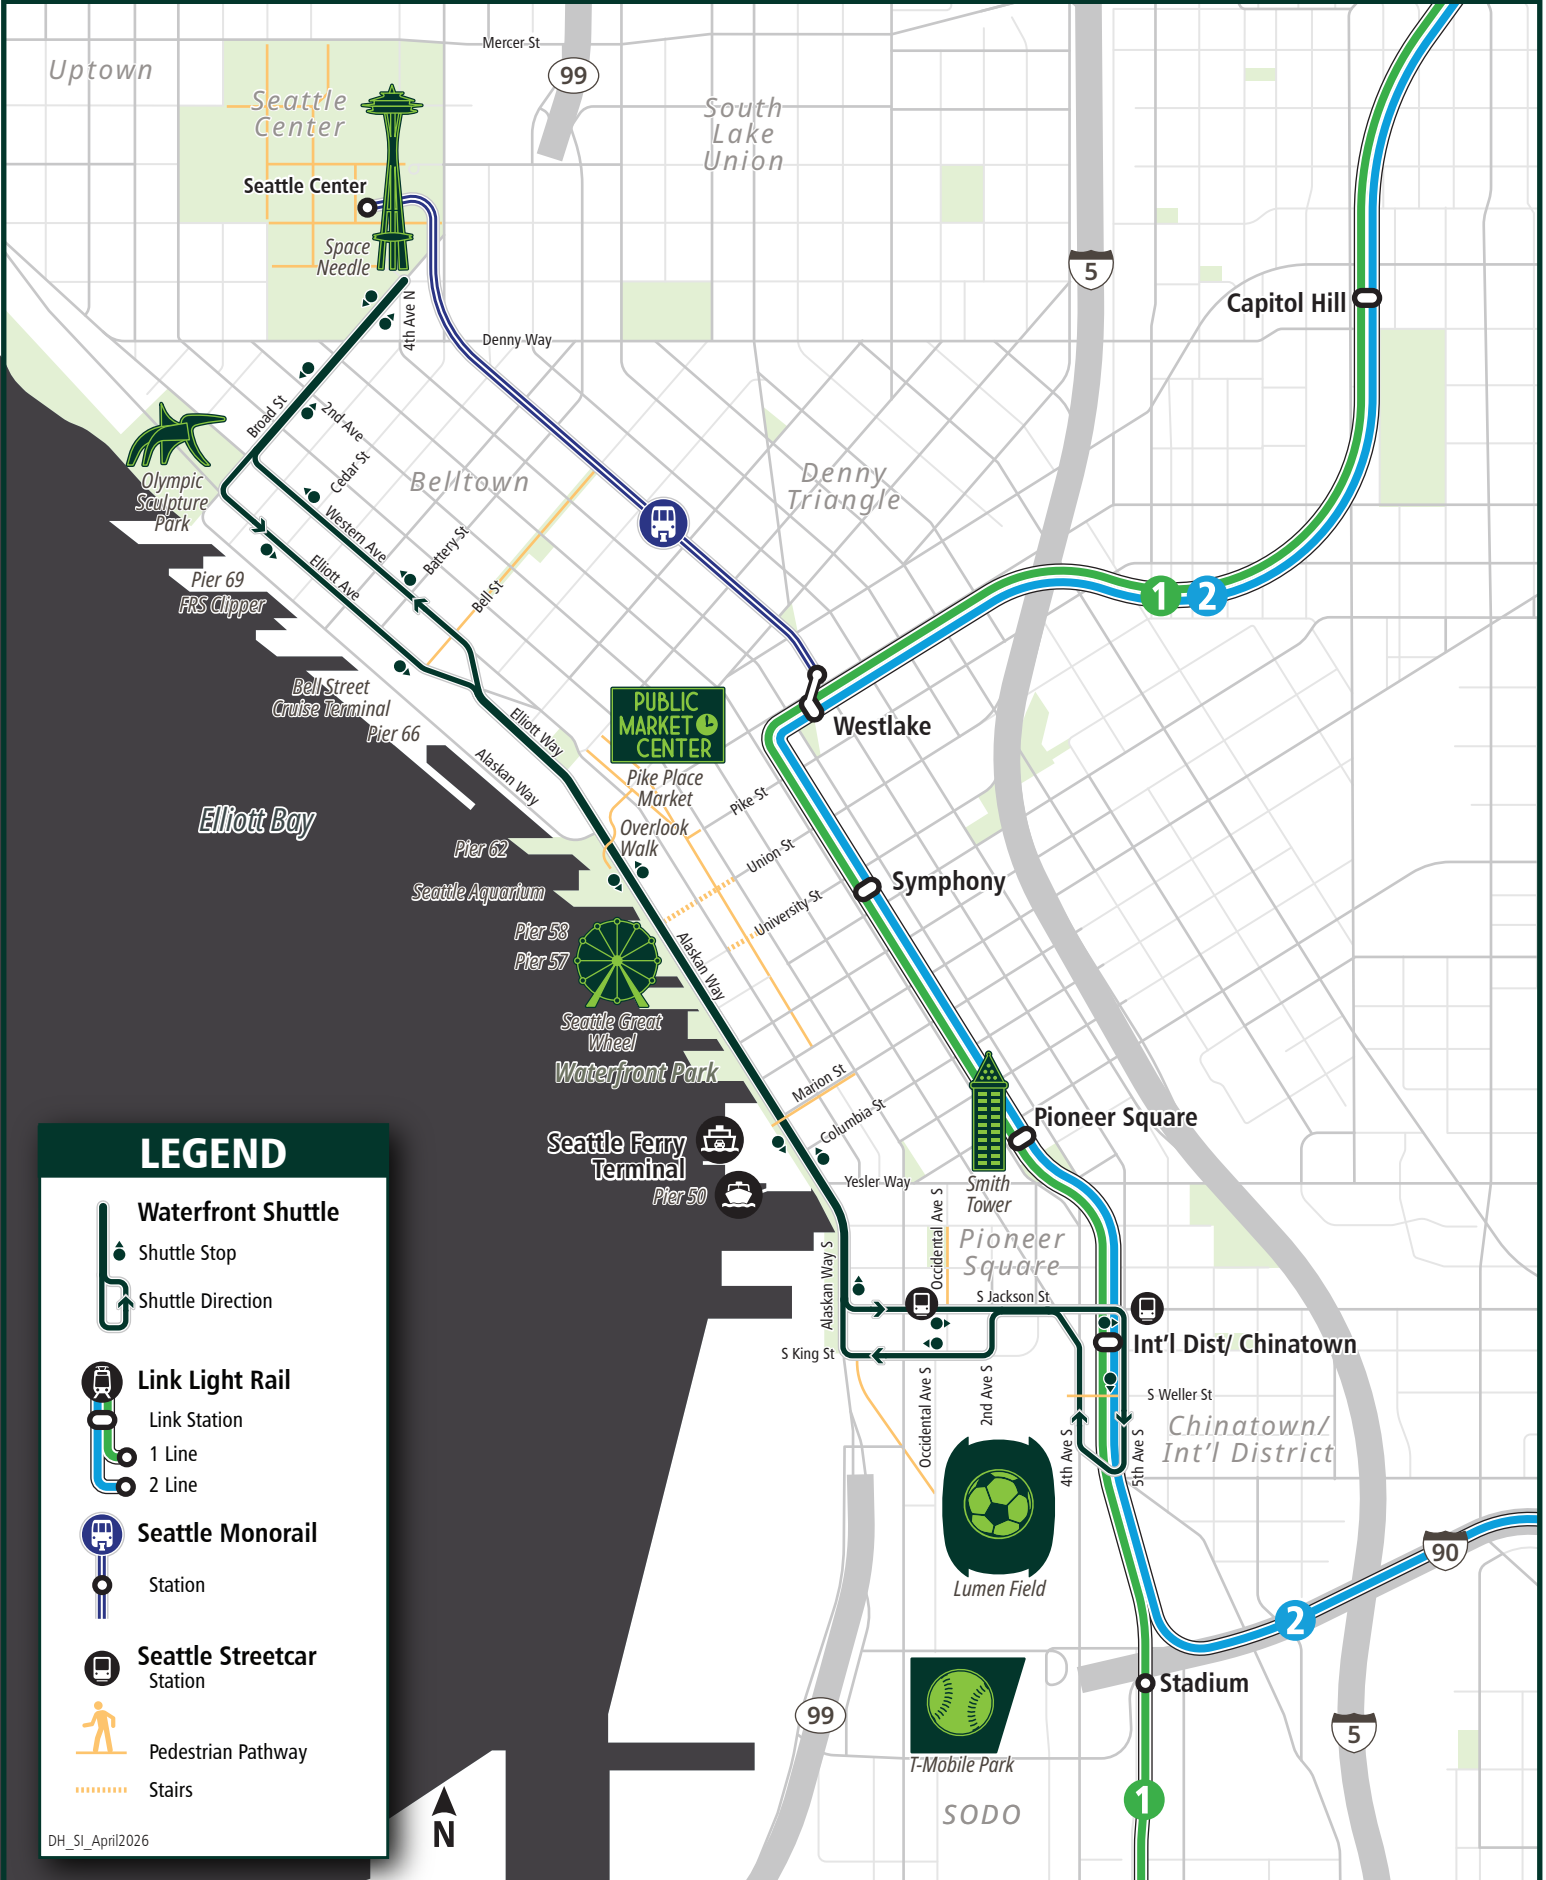 Mercer St
Uptown
99
Seattle
Center
South
Lake
Union
Seattle Center
Space
Needle
5
Capitol Hill
4th Ave N
Denny Way
Broad St
2nd Ave
Cedar St
Belltown
Denny
Triangle
Olympic
Sculpture
Park
Western Ave
Battery St
Elliott Ave
Bell St
Pier 69
FRS Clipper
1
2
Bell Street
Cruise Terminal
Pier 66
Elliott Way
Alaskan Way
PUBLIC
MARKET
CENTER
Westlake
Pike Place
Market
Pike St
Elliott Bay
Overlook
Walk
Pier 62
Union St
Seattle Aquarium
Symphony
University St
Pier 58
Pier 57
Alaskan Way
Seattle Great
Wheel
Waterfront Park
Marion St
Columbia St
Pioneer Square
Seattle Ferry
Terminal
Pier 50
Yesler Way
Smith
Tower
Occidental Ave S
Pioneer
Square
Alaskan Way S
S Jackson St
S King St
Int'l Dist/ Chinatown
Occidental Ave S
2nd Ave S
S Weller St
4th Ave S
5th Ave S
Chinatown/
Int'l District
Lumen Field
90
2
Stadium
99
5
T-Mobile Park
1
SODO
LEGEND
Waterfront Shuttle
Shuttle Stop
Shuttle Direction
Link Light Rail
Link Station
1 Line
2 Line
Seattle Monorail
Station
Seattle Streetcar
Station
Pedestrian Pathway
Stairs
DH_SI_April2026
N